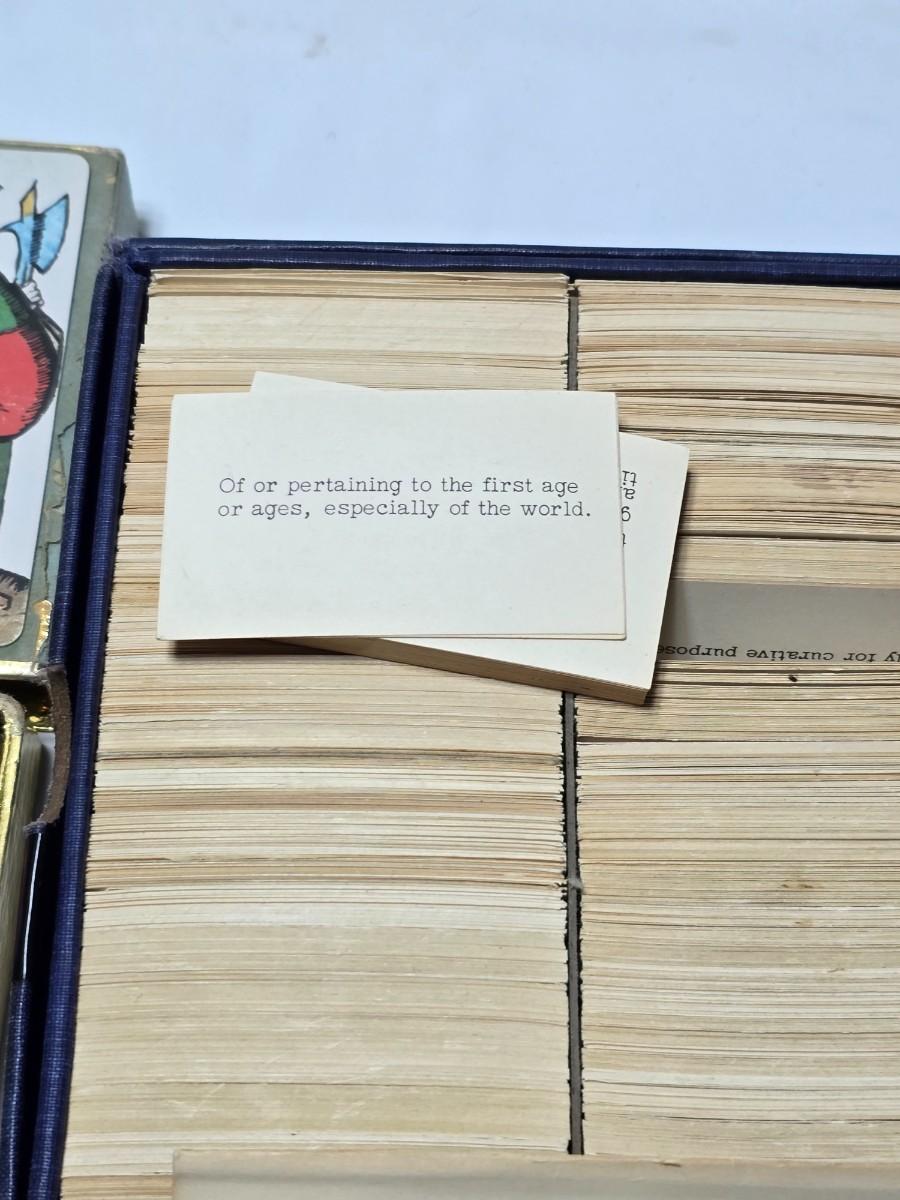 Of or pertaining to the first age
or ages, especially of the world.
for curative purpose